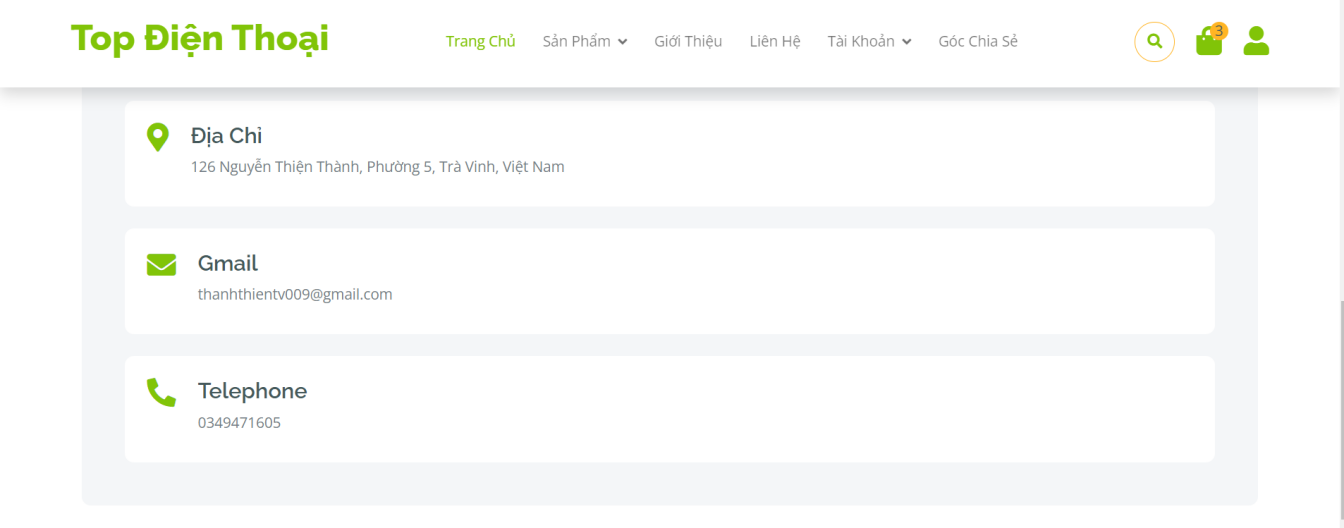 Top Điện Thoại
Trang Chủ Sản Phẩm Giới Thiệu Liên Hệ Tài Khoản Góc Chia Sẻ
3
Địa Chỉ
126 Nguyễn Thiện Thành, Phường 5, Trà Vinh, Việt Nam
Gmail
thanhthientv009@gmail.com
Telephone
0349471605